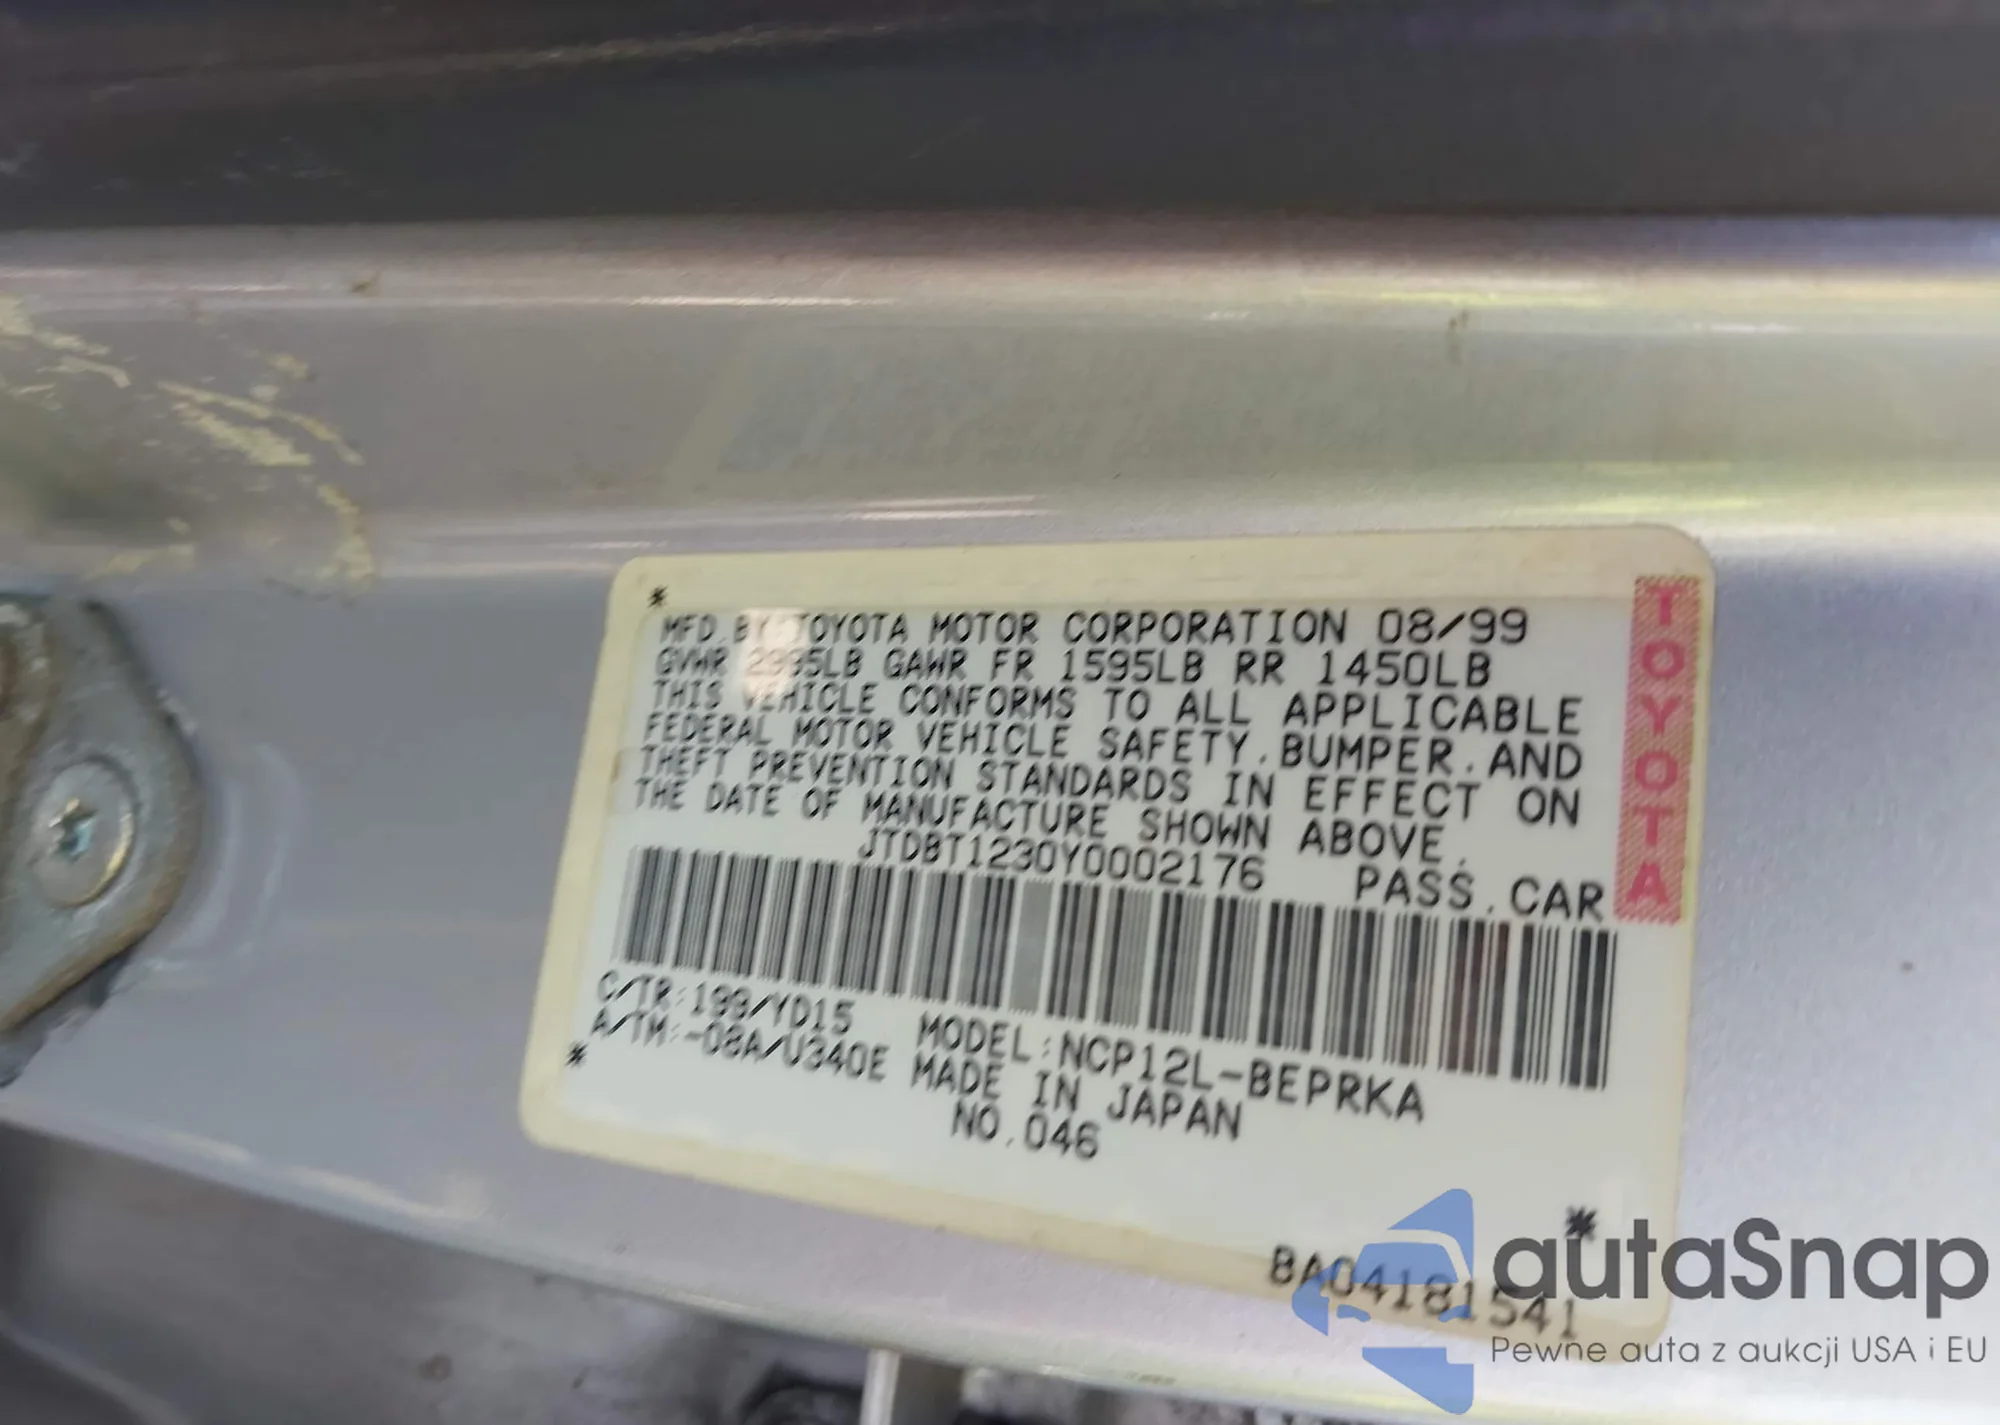 *
MFD. BY TOYOTA MOTOR CORPORATION 08/99
GVWR 2995LB GAWR FR 1595LB RR 1450LB
THIS VEHICLE CONFORMS TO ALL APPLICABLE
FEDERAL MOTOR VEHICLE SAFETY, BUMPER, AND
THEFT PREVENTION STANDARDS IN EFFECT ON
THE DATE OF MANUFACTURE SHOWN ABOVE.
JTDBT1230Y0002176 PASS. CAR
TOYOTA
C/TR:199/YD15 MODEL:NCP12L-BEPRKA
A/TM:-08A/U340E MADE IN JAPAN
* NO.046
*
BA04181541
autaSnap
Pewne auta z aukcji USA i EU